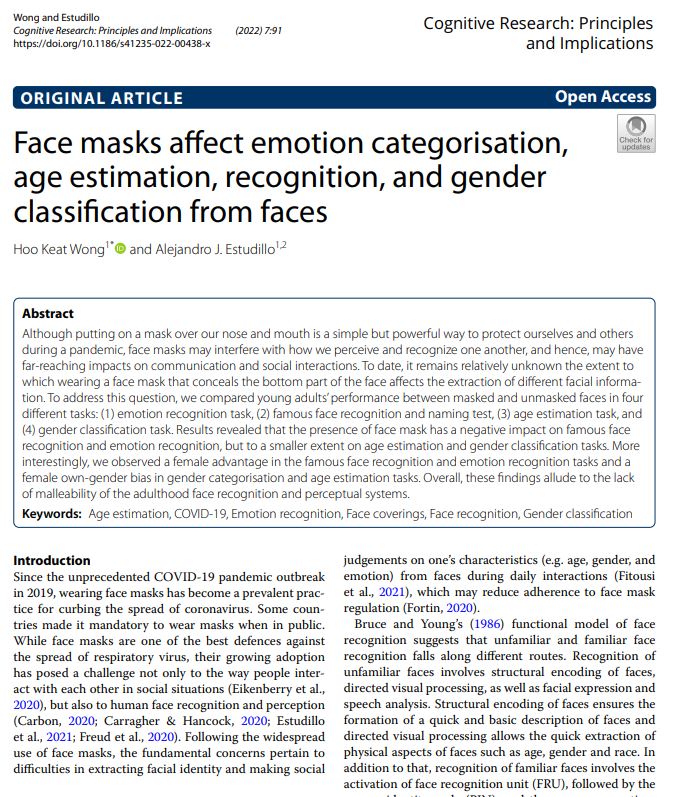 Wong and Estudillo
Cognitive Research: Principles and Implications (2022) 7:91
https://doi.org/10.1186/s41235-022-00438-x
Cognitive Research: Principles
and Implications
ORIGINAL ARTICLE
Open Access
Check for
updates
Face masks affect emotion categorisation,
age estimation, recognition, and gender
classification from faces
Hoo Keat Wong1* iD and Alejandro J. Estudillo1,2
Abstract
Although putting on a mask over our nose and mouth is a simple but powerful way to protect ourselves and others
during a pandemic, face masks may interfere with how we perceive and recognize one another, and hence, may have
far-reaching impacts on communication and social interactions. To date, it remains relatively unknown the extent to
which wearing a face mask that conceals the bottom part of the face affects the extraction of different facial informa-
tion. To address this question, we compared young adults' performance between masked and unmasked faces in four
different tasks: (1) emotion recognition task, (2) famous face recognition and naming test, (3) age estimation task, and
(4) gender classification task. Results revealed that the presence of face mask has a negative impact on famous face
recognition and emotion recognition, but to a smaller extent on age estimation and gender classification tasks. More
interestingly, we observed a female advantage in the famous face recognition and emotion recognition tasks and a
female own-gender bias in gender categorisation and age estimation tasks. Overall, these findings allude to the lack
of malleability of the adulthood face recognition and perceptual systems.
Keywords: Age estimation, COVID-19, Emotion recognition, Face coverings, Face recognition, Gender classification
Introduction
Since the unprecedented COVID-19 pandemic outbreak
in 2019, wearing face masks has become a prevalent prac-
tice for curbing the spread of coronavirus. Some coun-
tries made it mandatory to wear masks when in public.
While face masks are one of the best defences against
the spread of respiratory virus, their growing adoption
has posed a challenge not only to the way people inter-
act with each other in social situations (Eikenberry et al.,
2020), but also to human face recognition and perception
(Carbon, 2020; Carragher & Hancock, 2020; Estudillo
et al., 2021; Freud et al., 2020). Following the widespread
use of face masks, the fundamental concerns pertain to
difficulties in extracting facial identity and making social
judgements on one's characteristics (e.g. age, gender, and
emotion) from faces during daily interactions (Fitousi
et al., 2021), which may reduce adherence to face mask
regulation (Fortin, 2020).
Bruce and Young's (1986) functional model of face
recognition suggests that unfamiliar and familiar face
recognition falls along different routes. Recognition of
unfamiliar faces involves structural encoding of faces,
directed visual processing, as well as facial expression and
speech analysis. Structural encoding of faces ensures the
formation of a quick and basic description of faces and
directed visual processing allows the quick extraction of
physical aspects of faces such as age, gender and race. In
addition to that, recognition of familiar faces involves the
activation of face recognition unit (FRU), followed by the